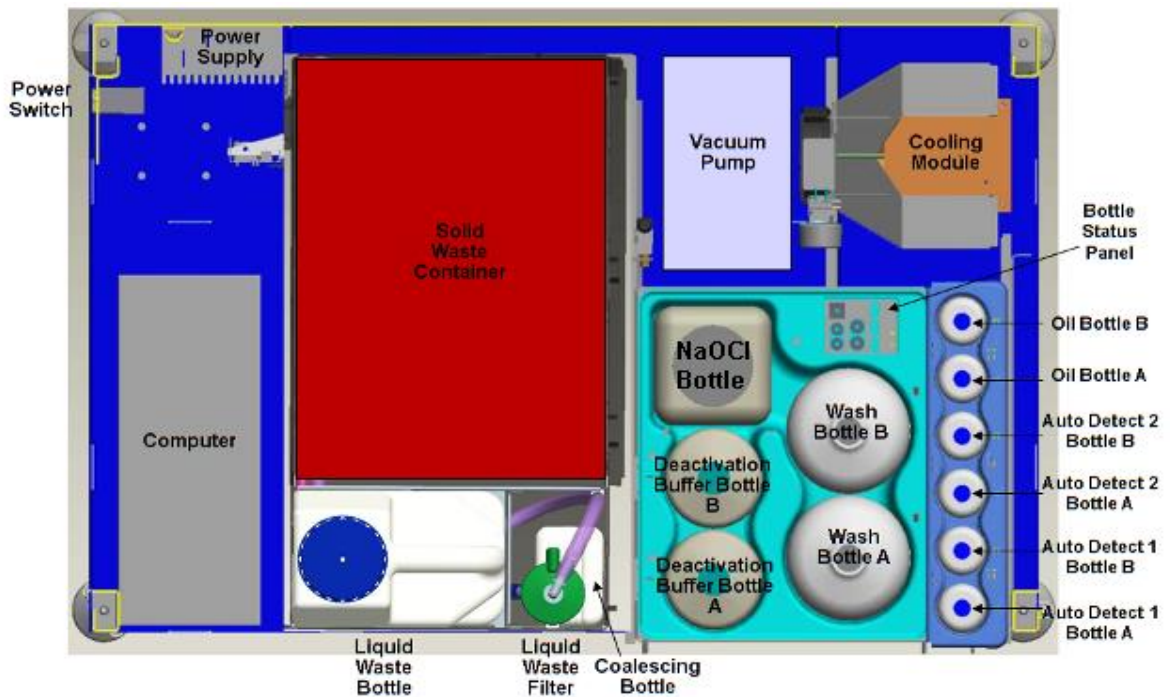 Power
Supply
Power
Switch
Vacuum
Pump
Cooling
Module
Solid
Waste
Container
Bottle
Status
Panel
NaOCl
Bottle
Oil Bottle B
Oil Bottle A
Computer
Wash
Bottle B
Auto Detect 2
Bottle B
Deactivation
Buffer Bottle
B
Auto Detect 2
Bottle A
Wash
Bottle A
Auto Detect 1
Bottle B
Deactivation
Buffer Bottle
A
Auto Detect 1
Bottle A
Liquid
Waste
Bottle
Liquid
Waste
Filter
Coalescing
Bottle